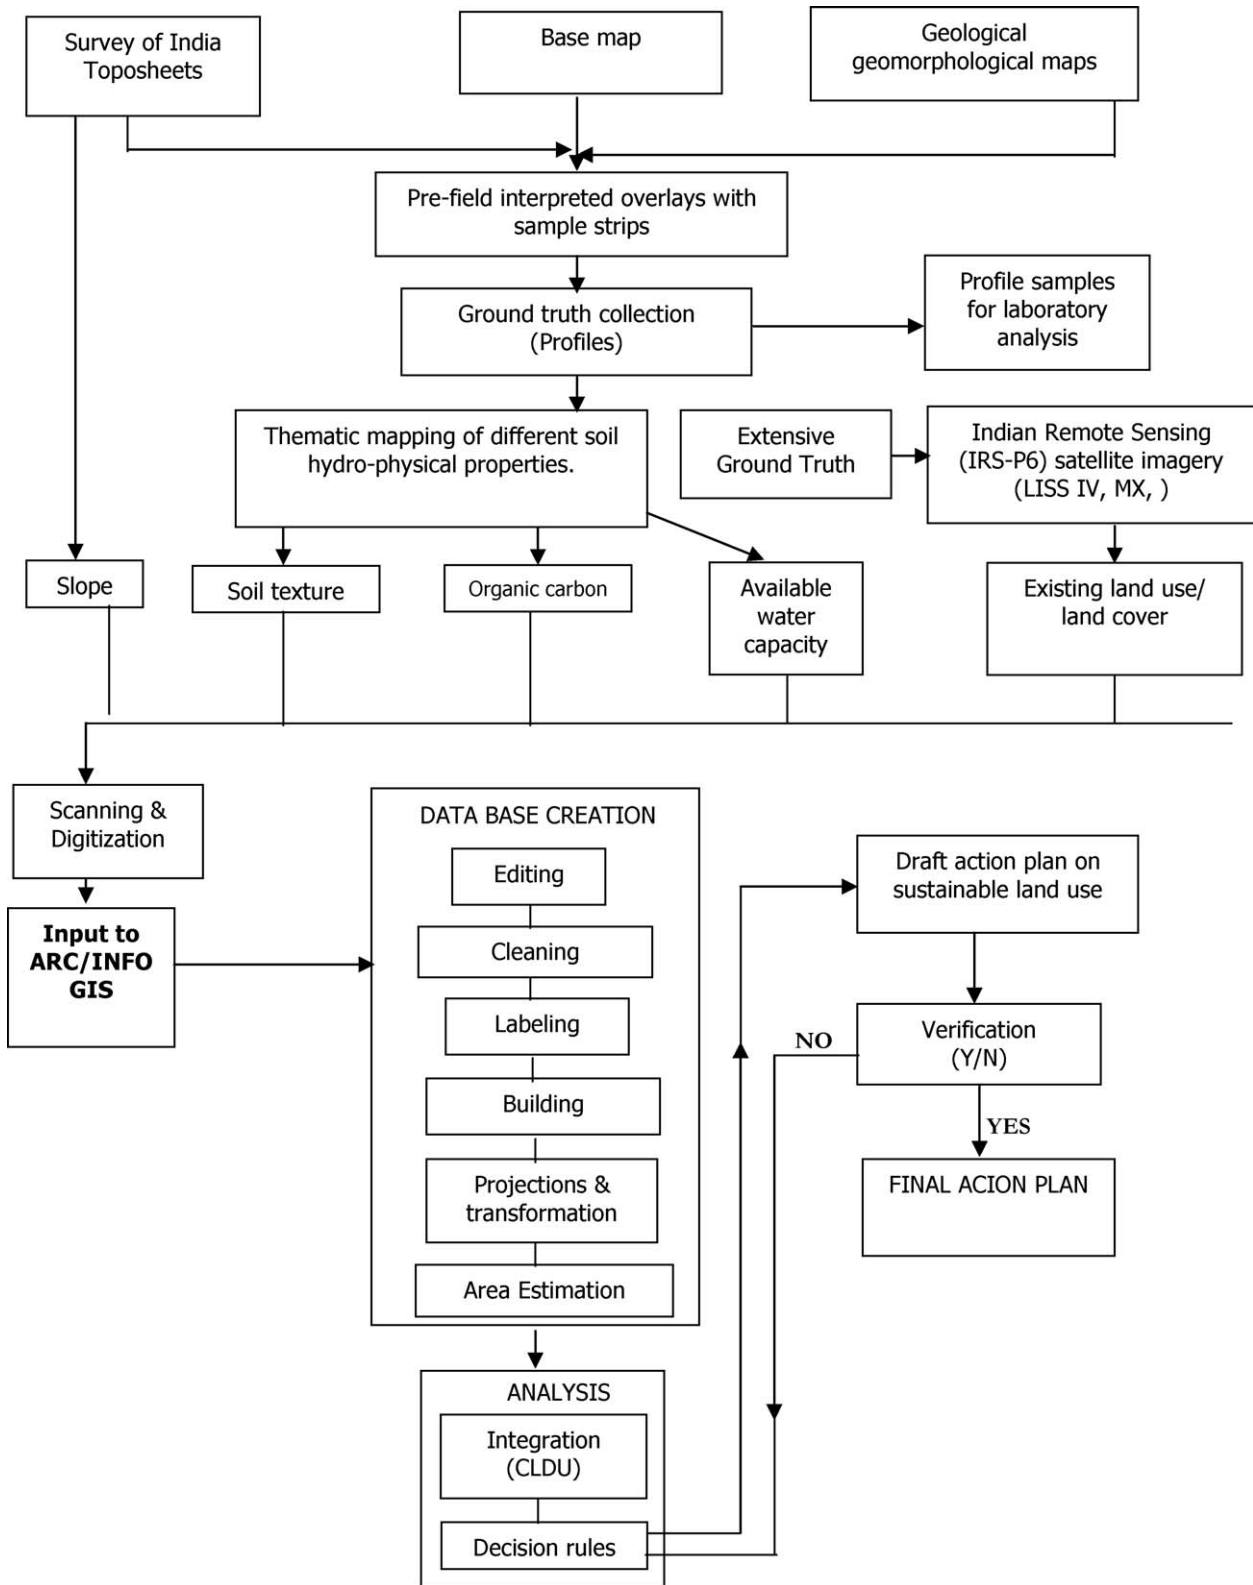 Survey of India
Toposheets
Base map
Geological
geomorphological maps
Pre-field interpreted overlays with
sample strips
Ground truth collection
(Profiles)
Profile samples
for laboratory
analysis
Thematic mapping of different soil
hydro-physical properties.
Extensive
Ground Truth
Indian Remote Sensing
(IRS-P6) satellite imagery
(LISS IV, MX, )
Slope
Soil texture
Organic carbon
Available
water
capacity
Existing land use/
land cover
Scanning &
Digitization
Input to
ARC/INFO
GIS
DATA BASE CREATION
Editing
Cleaning
Labeling
Building
Projections &
transformation
Area Estimation
ANALYSIS
Integration
(CLDU)
Decision rules
Draft action plan on
sustainable land use
Verification
(Y/N)
NO
YES
FINAL ACION PLAN